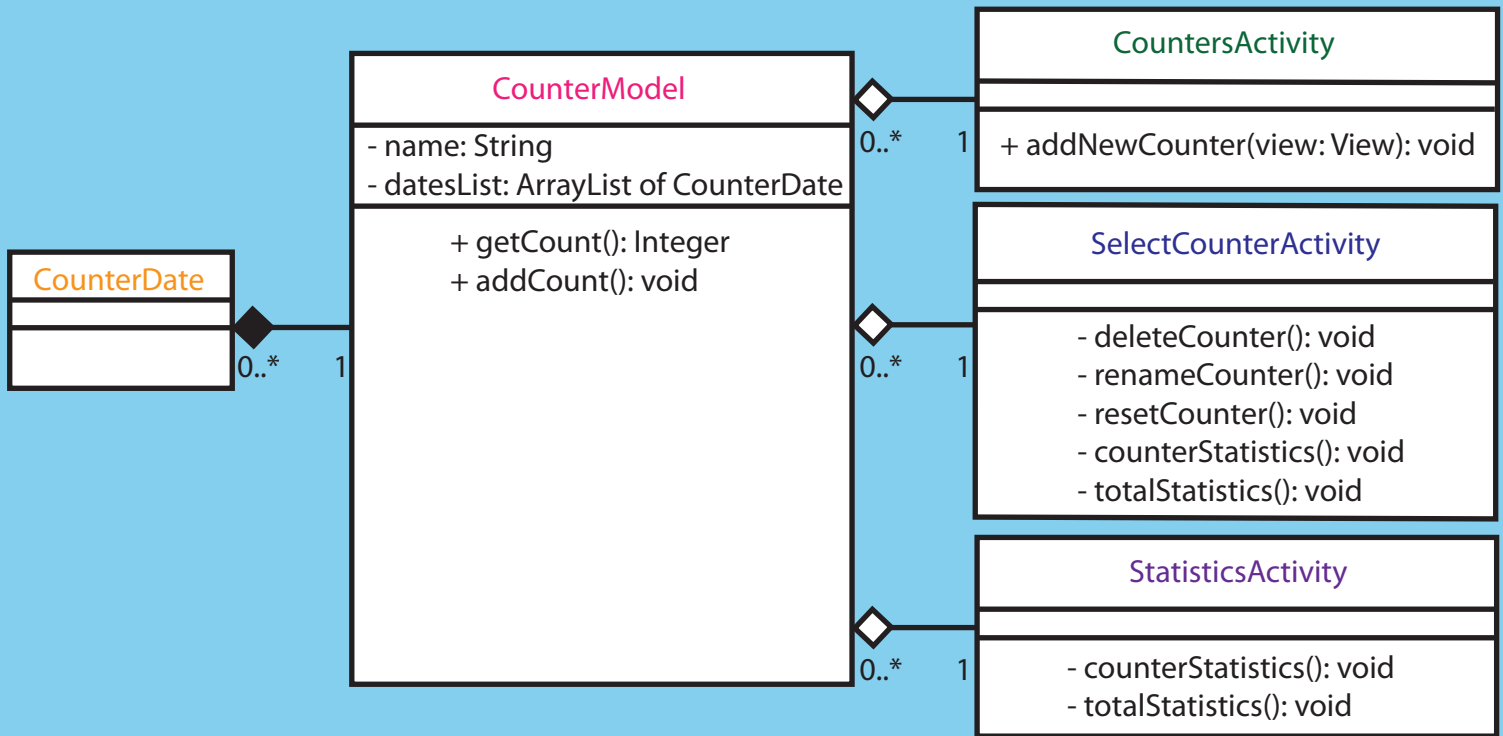 CounterDate
0..* 1
CounterModel
- name: String
- datesList: ArrayList of CounterDate
+ getCount(): Integer
+ addCount(): void
0..* 1
0..* 1
0..* 1
CountersActivity
+ addNewCounter(view: View): void
SelectCounterActivity
- deleteCounter(): void
- renameCounter(): void
- resetCounter(): void
- counterStatistics(): void
- totalStatistics(): void
StatisticsActivity
- counterStatistics(): void
- totalStatistics(): void